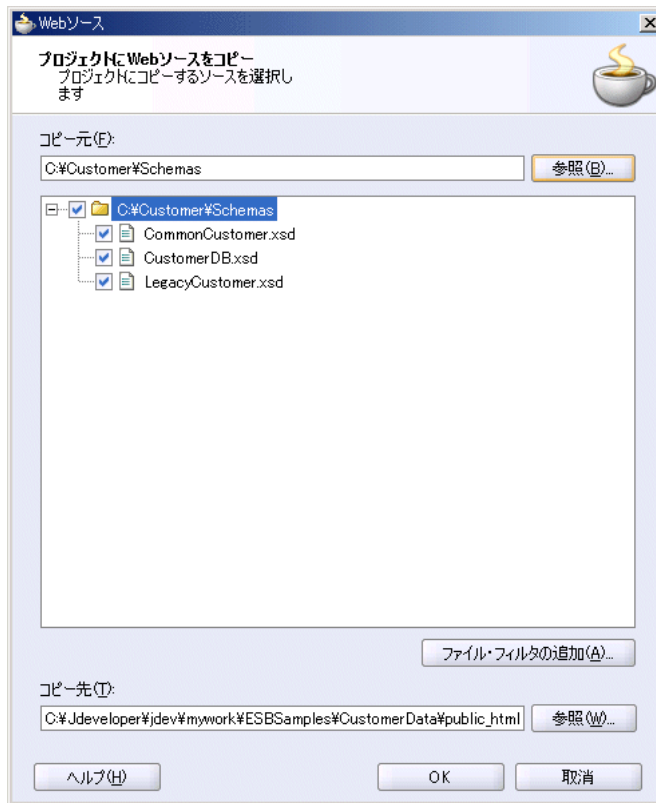 Webソース
プロジェクトにWebソースをコピー
プロジェクトにコピーするソースを選択し
ます
コピー元(F):
C:¥Customer¥Schemas
参照(B)...
C:¥Customer¥Schemas
CommonCustomer.xsd
CustomerDB.xsd
LegacyCustomer.xsd
ファイル・フィルタの追加(A)...
コピー先(T):
C:¥Jdeveloper¥jdev¥mywork¥ESBSamples¥CustomerData¥public_html
参照(W)...
ヘルプ(H)
OK
取消